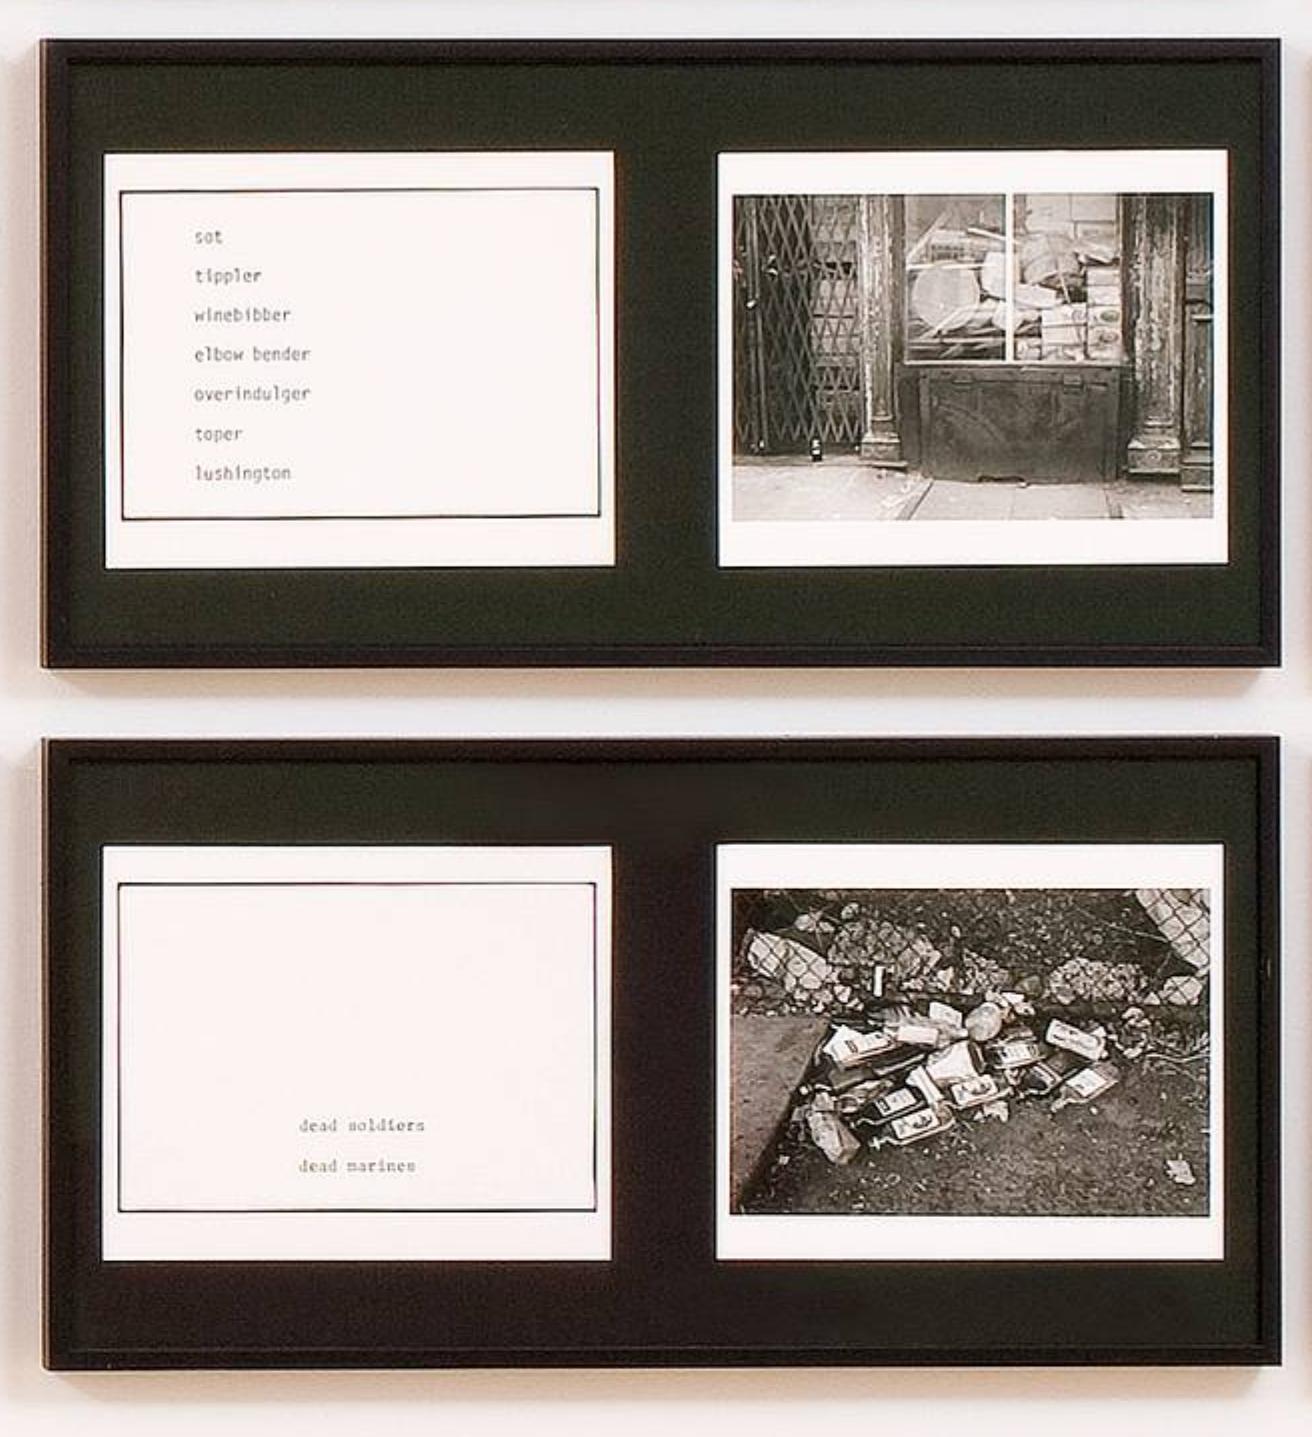 sot
tippler
winebibber
elbow bender
overindulger
toper
lushington
dead soldiers
dead marines